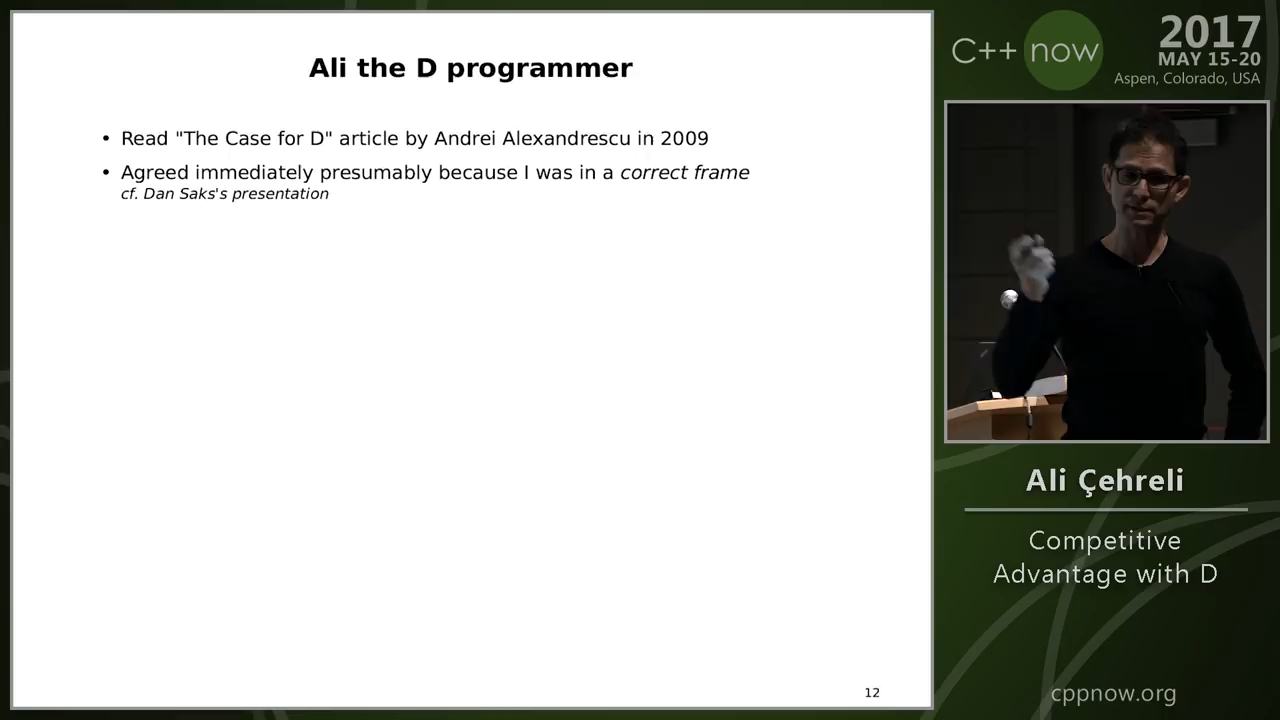 Ali the D programmer
• Read "The Case for D" article by Andrei Alexandrescu in 2009
• Agreed immediately presumably because I was in a correct frame
cf. Dan Saks's presentation
12
C++ now
2017
MAY 15-20
Aspen, Colorado, USA
Ali Çehreli
Competitive
Advantage with D
cppnow.org